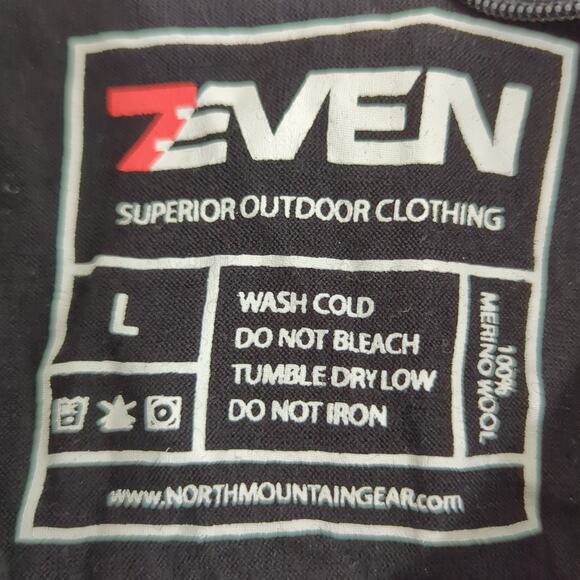 7EVEN
SUPERIOR OUTDOOR CLOTHING
L
WASH COLD
DO NOT BLEACH
TUMBLE DRY LOW
DO NOT IRON
100%
MERINO WOOL
www.NORTHMOUNTAINGEAR.com